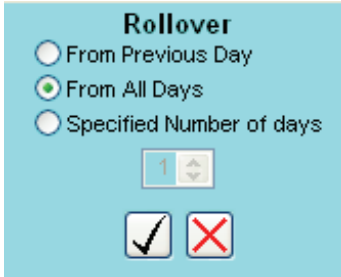 Rollover
From Previous Day
From All Days
Specified Number of days
1